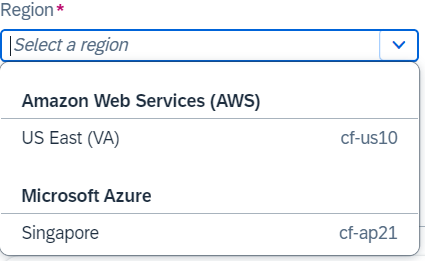 Region*
Select a region
Amazon Web Services (AWS)
US East (VA) cf-us10
Microsoft Azure
Singapore cf-ap21